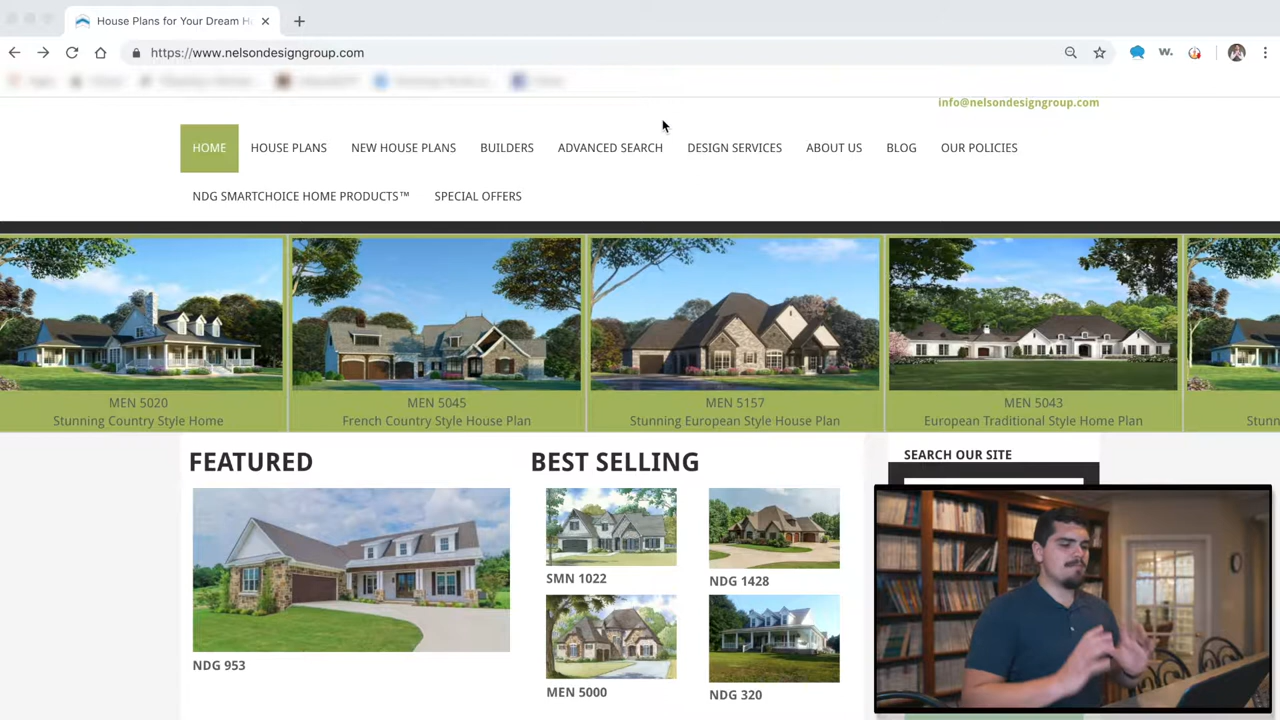 House Plans for Your Dream H
https://www.nelsondesigngroup.com
W.
info@nelsondesigngroup.com
HOME HOUSE PLANS NEW HOUSE PLANS BUILDERS ADVANCED SEARCH DESIGN SERVICES ABOUT US BLOG OUR POLICIES
NDG SMARTCHOICE HOME PRODUCTS™ SPECIAL OFFERS
MEN 5020
Stunning Country Style Home
MEN 5045
French Country Style House Plan
MEN 5157
Stunning European Style House Plan
MEN 5043
European Traditional Style Home Plan
Stunn
FEATURED
NDG 953
BEST SELLING
SMN 1022
NDG 1428
MEN 5000
NDG 320
SEARCH OUR SITE